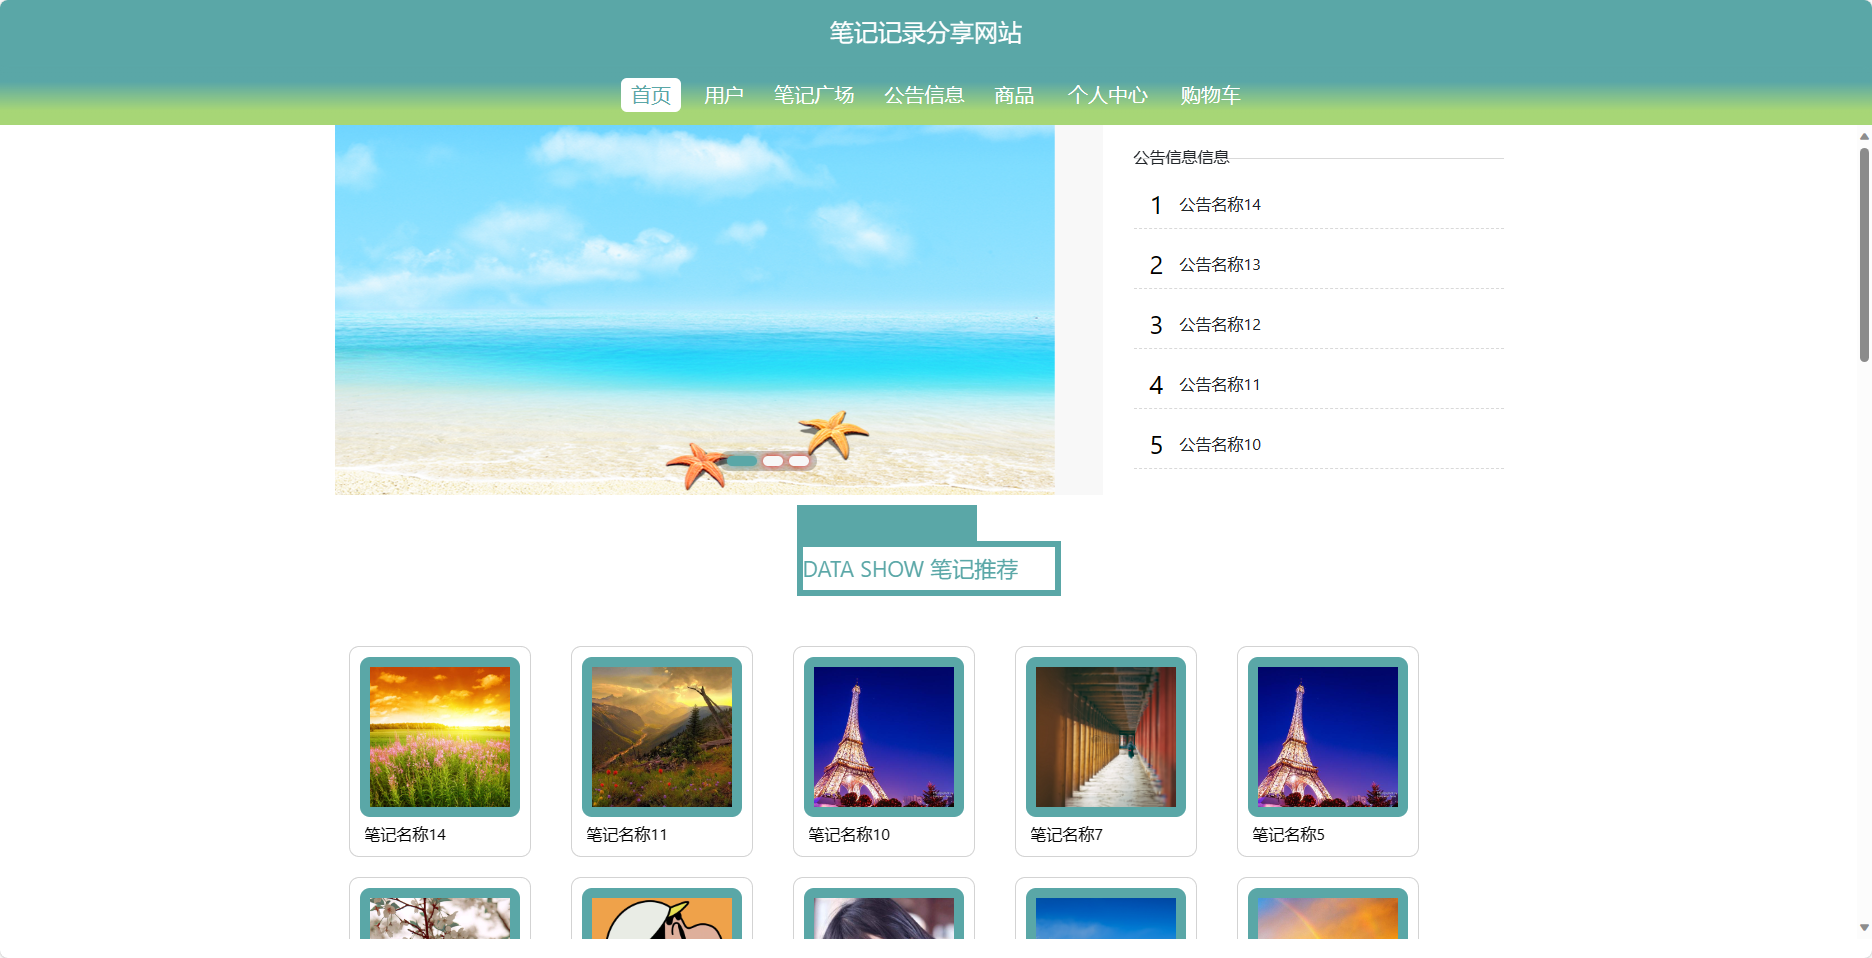 笔记记录分享网站
首页 用户 笔记广场 公告信息 商品 个人中心 购物车
公告信息信息
1 公告名称14
2 公告名称13
3 公告名称12
4 公告名称11
5 公告名称10
DATA SHOW 笔记推荐
笔记名称14 笔记名称11 笔记名称10 笔记名称7 笔记名称5